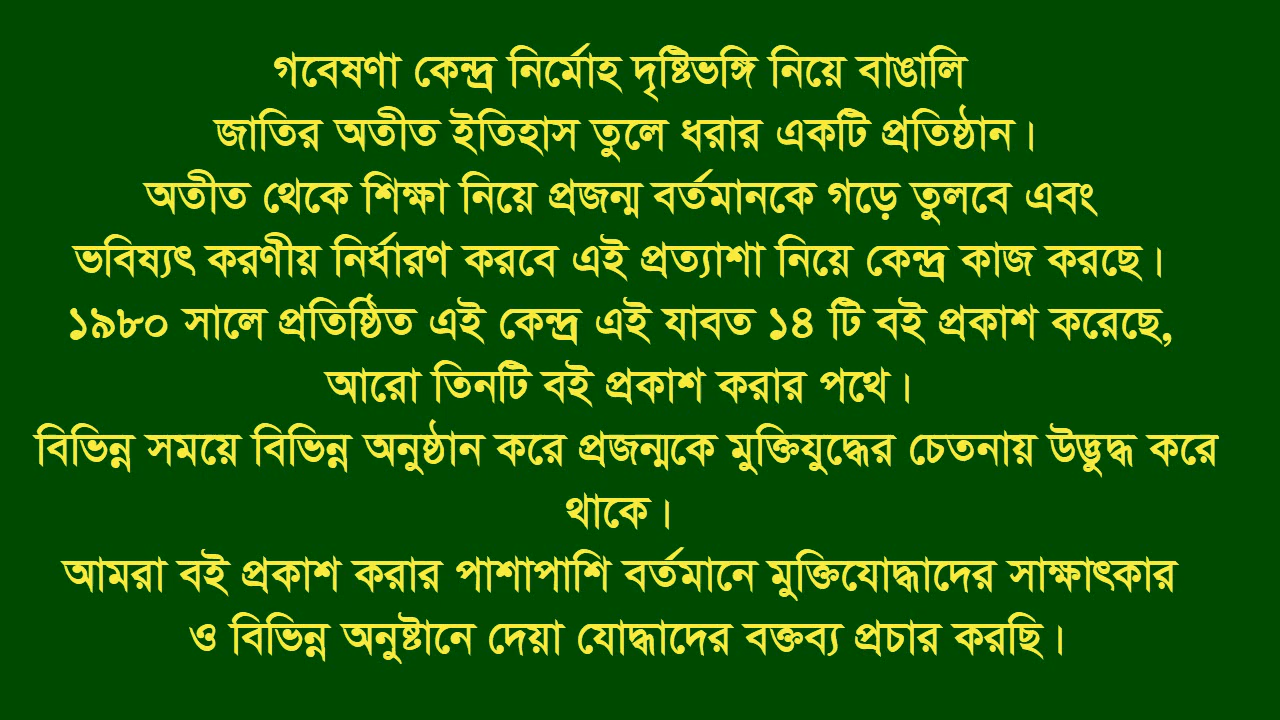 গবেষণা কেন্দ্র নির্মোহ দৃষ্টিভঙ্গি নিয়ে বাঙালি
জাতির অতীত ইতিহাস তুলে ধরার একটি প্রতিষ্ঠান।
অতীত থেকে শিক্ষা নিয়ে প্রজন্ম বর্তমানকে গড়ে তুলবে এবং
ভবিষ্যৎ করণীয় নির্ধারণ করবে এই প্রত্যাশা নিয়ে কেন্দ্র কাজ করছে।
১৯৮০ সালে প্রতিষ্ঠিত এই কেন্দ্র এই যাবত ১৪ টি বই প্রকাশ করেছে,
আরো তিনটি বই প্রকাশ করার পথে।
বিভিন্ন সময়ে বিভিন্ন অনুষ্ঠান করে প্রজন্মকে মুক্তিযুদ্ধের চেতনায় উদ্ভুদ্ধ করে
থাকে।
আমরা বই প্রকাশ করার পাশাপাশি বর্তমানে মুক্তিযোদ্ধাদের সাক্ষাৎকার
ও বিভিন্ন অনুষ্টানে দেয়া যোদ্ধাদের বক্তব্য প্রচার করছি।